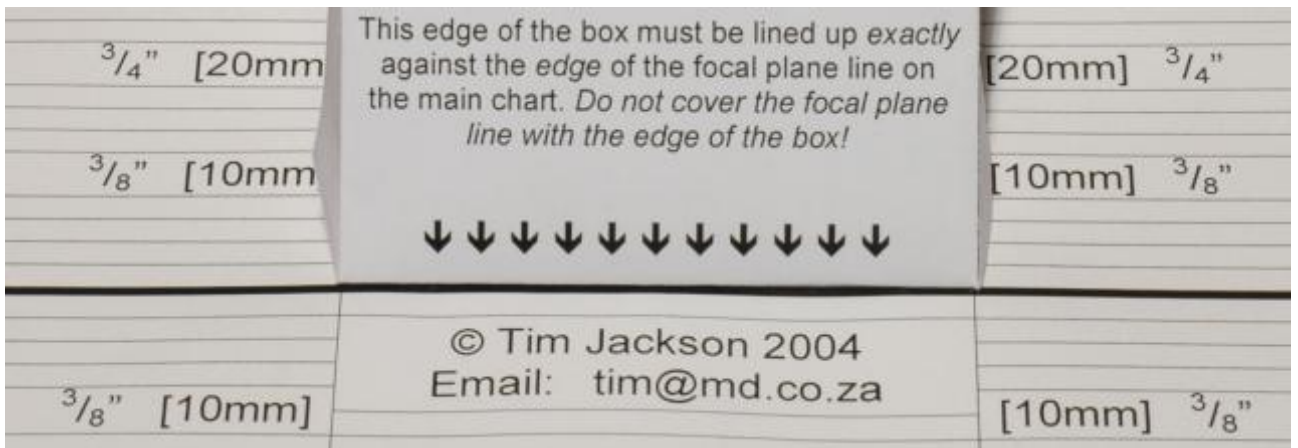 This edge of the box must be lined up exactly
against the edge of the focal plane line on
the main chart. Do not cover the focal plane
line with the edge of the box!
3/4” [20mm
[20mm] 3/4”
3/8” [10mm
[10mm] 3/8”
© Tim Jackson 2004
Email: tim@md.co.za
3/8” [10mm]
[10mm] 3/8”